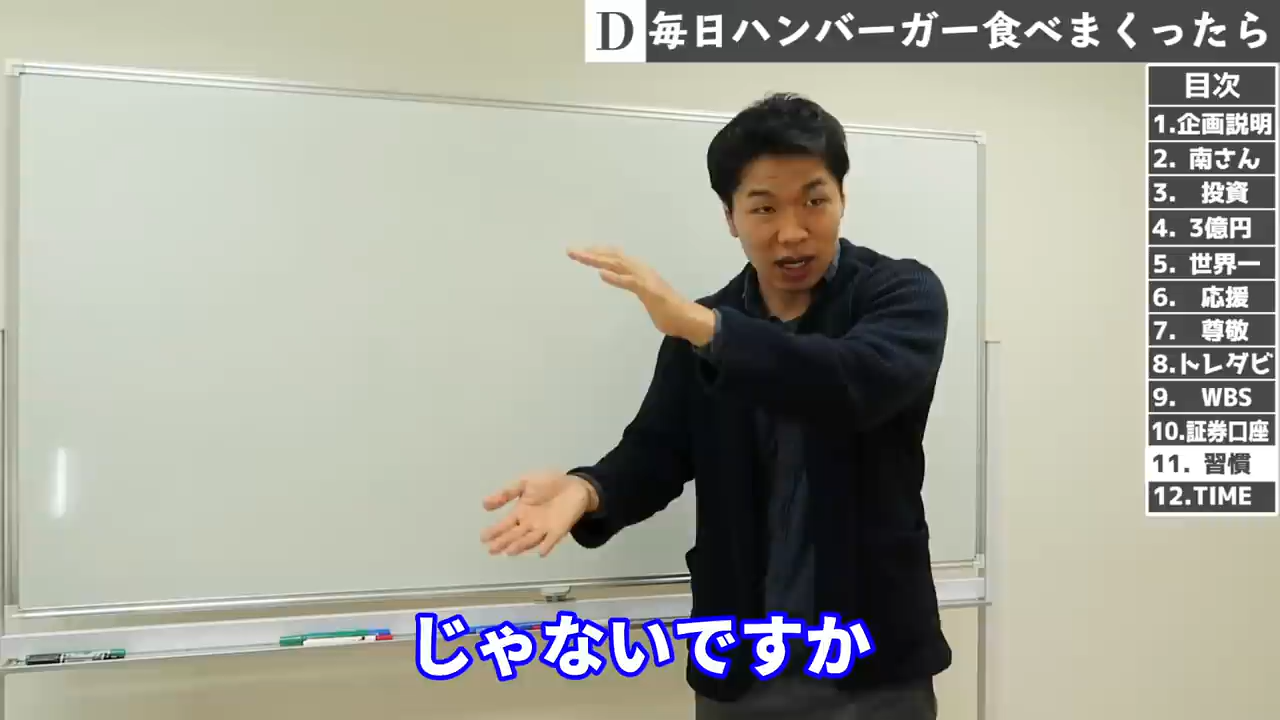 D 毎日ハンバーガー食べまくったら
目次
1.企画説明
2. 南さん
3. 投資
4. 3億円
5. 世界一
6. 応援
7. 尊敬
8.トレダビ
9. WBS
10.証券口座
11. 習慣
12.TIME
じゃないですか